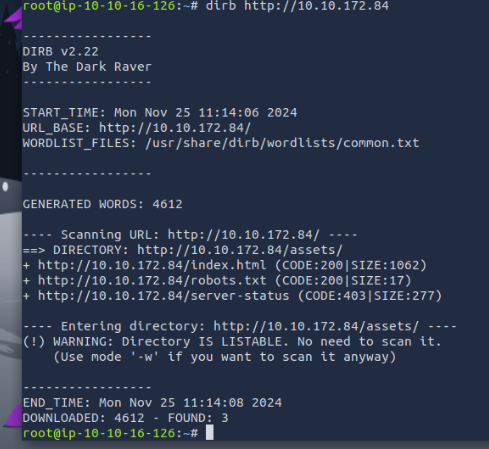 root@ip-10-10-16-126:~# dirb http://10.10.172.84
-----------------
DIRB v2.22
By The Dark Raver
-----------------
START_TIME: Mon Nov 25 11:14:06 2024
URL_BASE: http://10.10.172.84/
WORDLIST_FILES: /usr/share/dirb/wordlists/common.txt
-----------------
GENERATED WORDS: 4612
---- Scanning URL: http://10.10.172.84/ ----
==> DIRECTORY: http://10.10.172.84/assets/
+ http://10.10.172.84/index.html (CODE:200|SIZE:1062)
+ http://10.10.172.84/robots.txt (CODE:200|SIZE:17)
+ http://10.10.172.84/server-status (CODE:403|SIZE:277)
---- Entering directory: http://10.10.172.84/assets/ ----
(!) WARNING: Directory IS LISTABLE. No need to scan it.
(Use mode '-w' if you want to scan it anyway)
-----------------
END_TIME: Mon Nov 25 11:14:08 2024
DOWNLOADED: 4612 - FOUND: 3
root@ip-10-10-16-126:~#